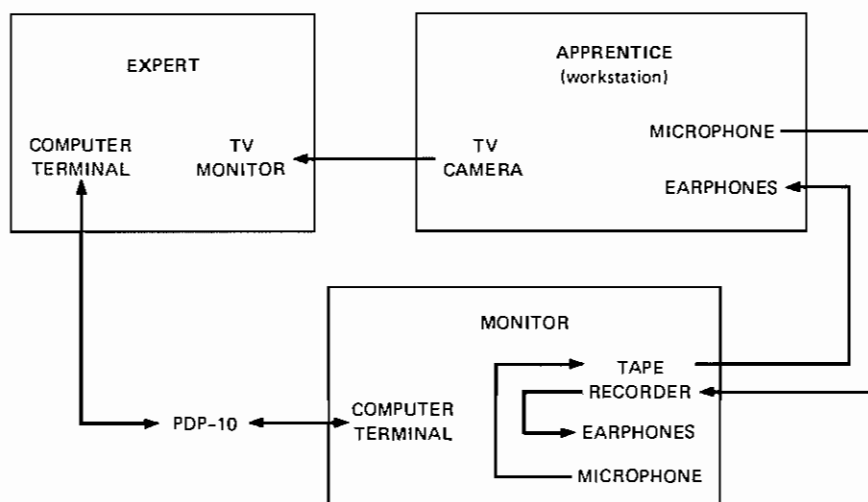 EXPERT
COMPUTER
TERMINAL
TV
MONITOR
APPRENTICE
(workstation)
TV
CAMERA
MICROPHONE
EARPHONES
MONITOR
TAPE
RECORDER
EARPHONES
MICROPHONE
COMPUTER
TERMINAL
PDP-10